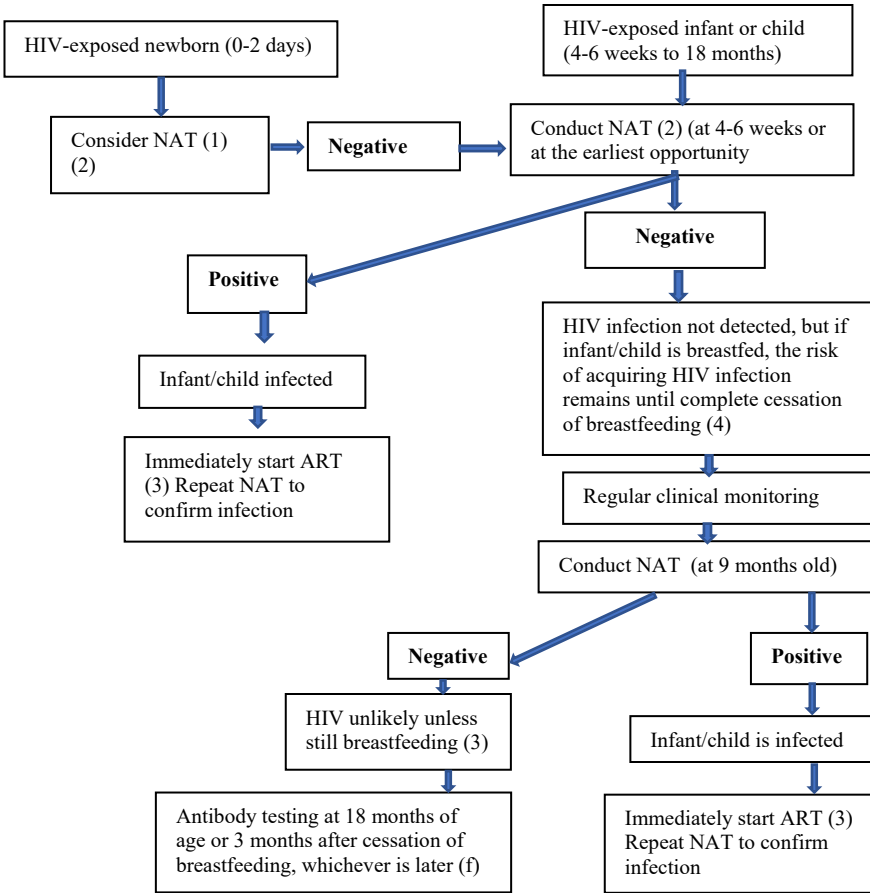 HIV-exposed newborn (0-2 days)
HIV-exposed infant or child
(4-6 weeks to 18 months)
Consider NAT (1)
(2)
Negative
Conduct NAT (2) (at 4-6 weeks or
at the earliest opportunity
Negative
Positive
HIV infection not detected, but if
infant/child is breastfed, the risk
of acquiring HIV infection
remains until complete cessation
of breastfeeding (4)
Infant/child infected
Immediately start ART
(3) Repeat NAT to
confirm infection
Regular clinical monitoring
Conduct NAT  (at 9 months old)
Negative
Positive
HIV unlikely unless
still breastfeeding (3)
Infant/child is infected
Antibody testing at 18 months of
age or 3 months after cessation of
breastfeeding, whichever is later (f)
Immediately start ART (3)
Repeat NAT to confirm
infection